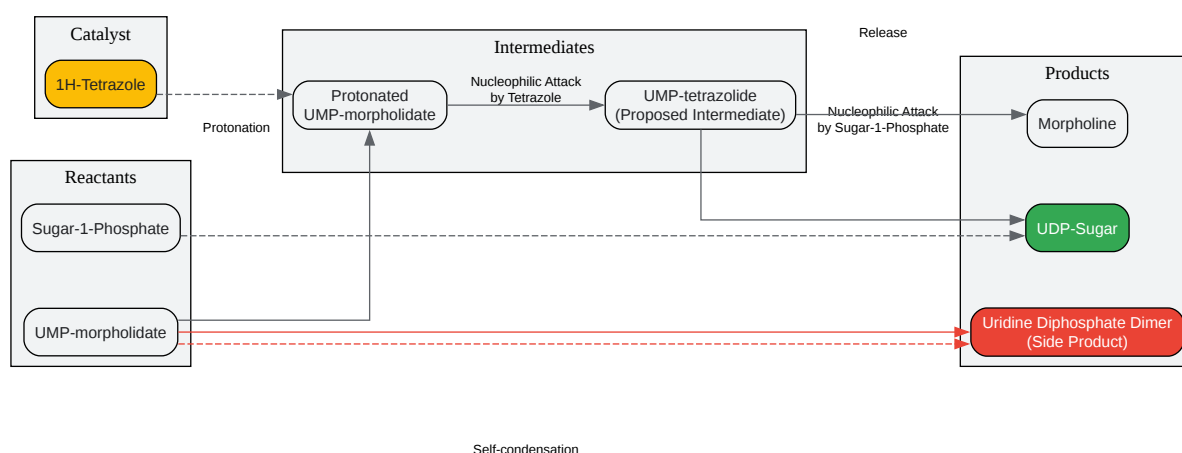 Release
Catalyst
1H-Tetrazole
Protonation
Intermediates
Protonated
UMP-morpholidate
Nucleophilic Attack
by Tetrazole
UMP-tetrazolide
(Proposed Intermediate)
Nucleophilic Attack
by Sugar-1-Phosphate
Products
Morpholine
UDP-Sugar
Uridine Diphosphate Dimer
(Side Product)
Reactants
Sugar-1-Phosphate
UMP-morpholidate
Self-condensation